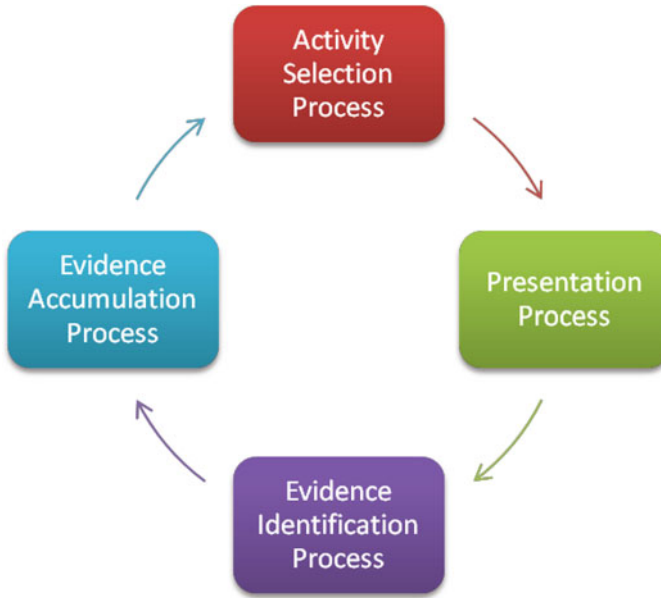 Activity
Selection
Process
Presentation
Process
Evidence
Identification
Process
Evidence
Accumulation
Process